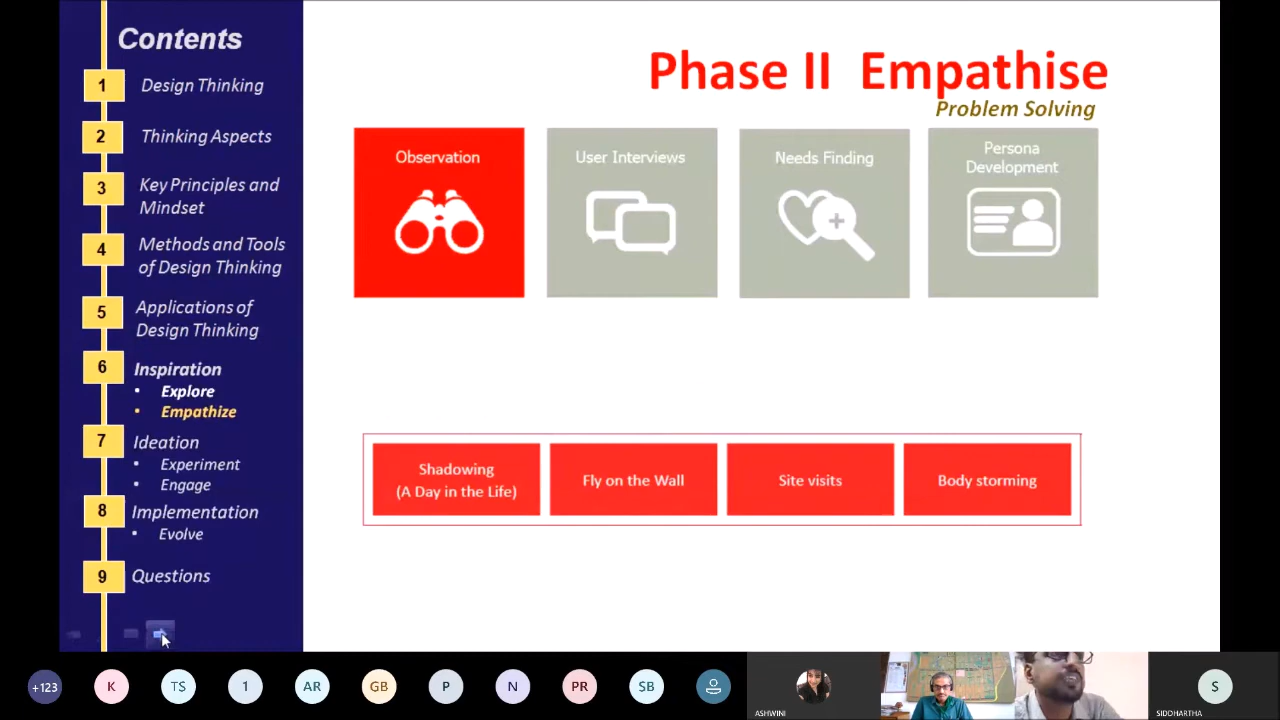 Contents
1 Design Thinking
2 Thinking Aspects
3 Key Principles and
Mindset
4 Methods and Tools
of Design Thinking
5 Applications of
Design Thinking
6 Inspiration
• Explore
• Empathize
7 Ideation
• Experiment
• Engage
8 Implementation
• Evolve
9 Questions
Phase II Empathise
Problem Solving
Observation
User Interviews
Needs Finding
Persona
Development
Shadowing
(A Day in the Life)
Fly on the Wall
Site visits
Body storming
+123
K
TS
1
AR
GB
P
N
PR
SB
ASHWINI
S
SIDDHARTHA